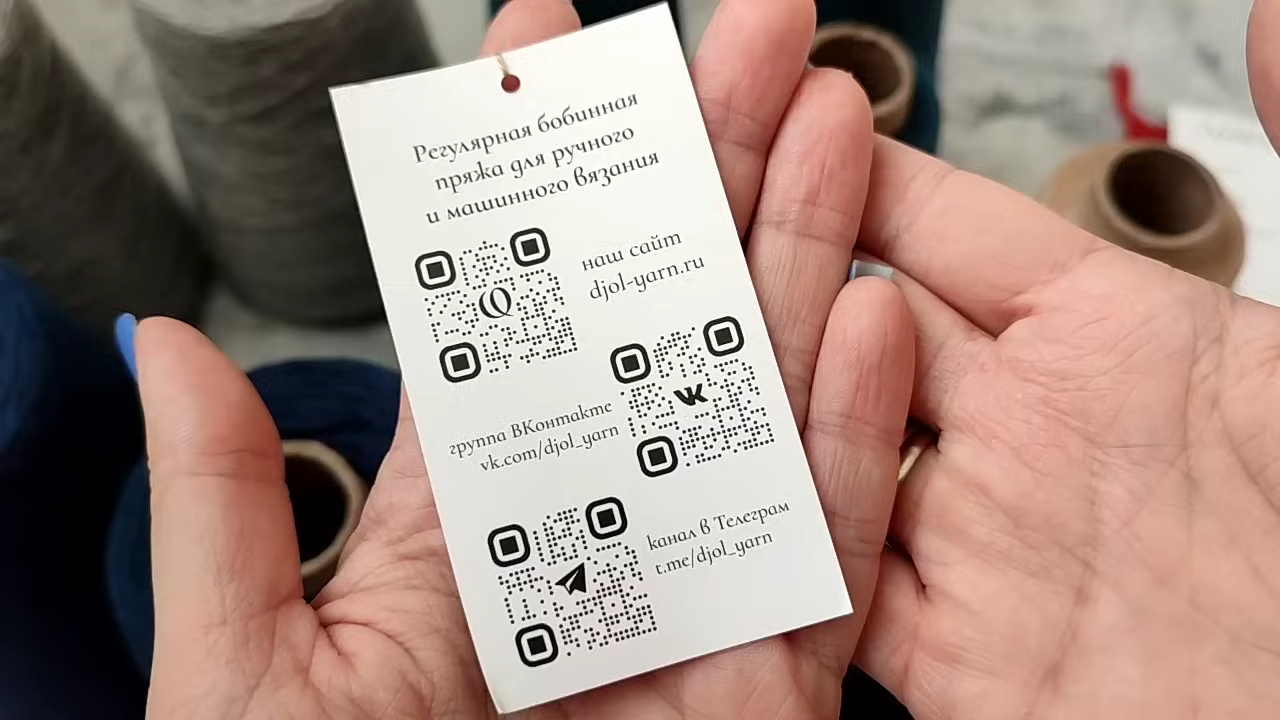 Регулярная бобинная
пряжа для ручного
и машинного вязания
наш сайт
djol-yarn.ru
группа ВКонтакте
vk.com/djol_yarn
канал в Телеграм
t.me/djol_yarn